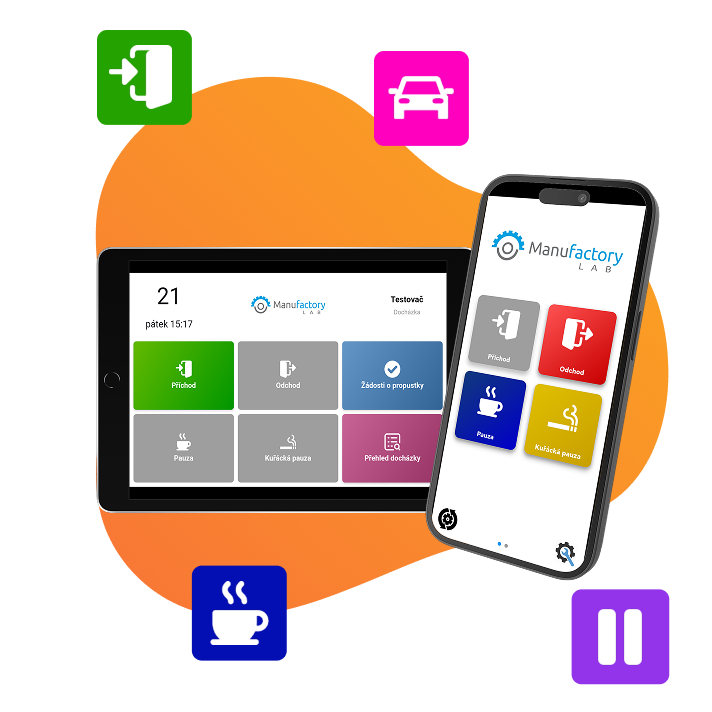 21
pátek 15:17
Manufactory
LAB
Testovač
Docházka
Příchod
Odchod
Žádosti o propustky
Pauza
Kuřácká pauza
Přehled docházky
Manufactory
LAB
Příchod
Odchod
Pauza
Kuřácká pauza